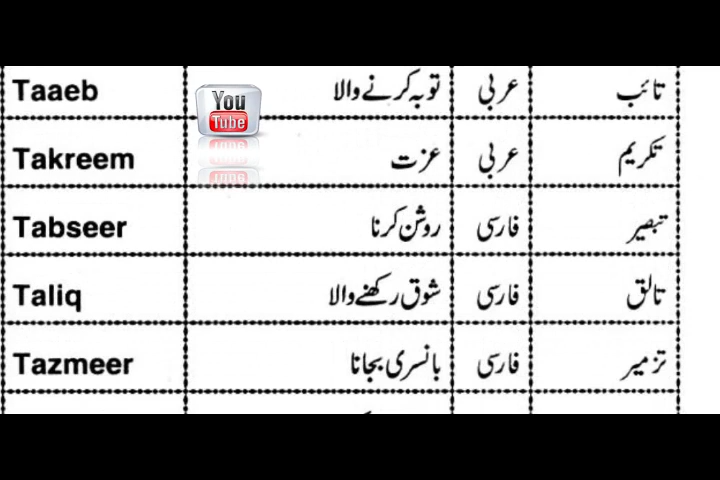 Taaeb توبہ کرنے والا عربی تائب
You
Tube
Takreem عزت عربی تکریم
Tabseer روشن کرنا فارسی تبصیر
Taliq شوق رکھنے والا فارسی تالق
Tazmeer بانسری بجانا فارسی تزمیر